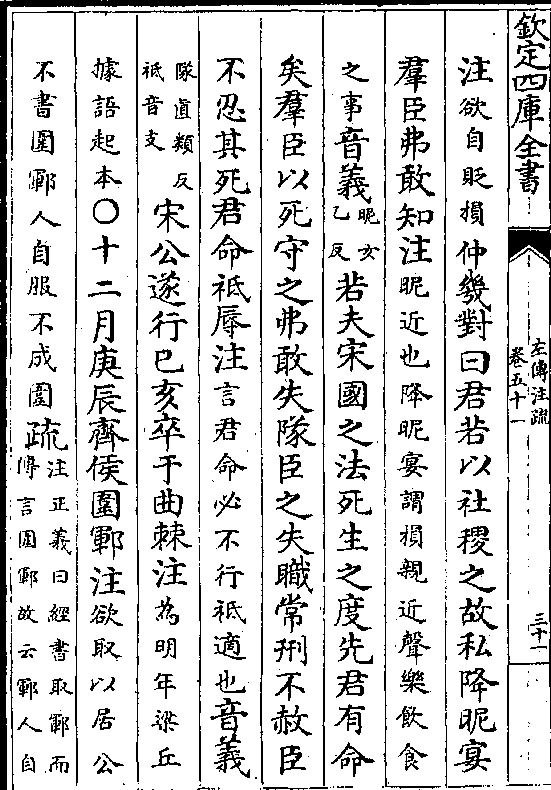 欽定四庫全書
左傳注疏
卷五十一
三十一
注欲自貶損仲幾對曰君若以社稷之故私降昵宴
羣臣弗敢知注昵近也降昵宴謂損親近聲樂飲食
之事音義昵女乙反若夫宋國之法死生之度先君有命
矣羣臣以死守之弗敢失隊臣之失職常刑不赦臣
不忍其死君命祗辱注言君命必不行祗適也音義
隊直類反祗音支宋公遂行己亥卒于曲棘注為明年梁丘
據語起本〇十二月庚辰齊侯圍鄆注欲取以居公
不書圍鄆人自服不成圍疏注正義曰經書取鄆而傳言圍鄆故云鄆人自